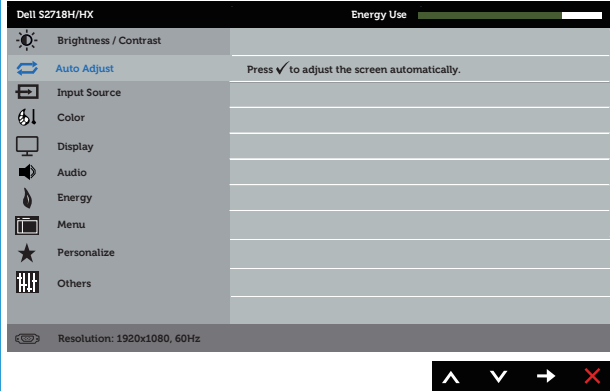 Dell S2718H/HX
Energy Use
Brightness / Contrast
Auto Adjust
Press ✓ to adjust the screen automatically.
Input Source
Color
Display
Audio
Energy
Menu
Personalize
Others
Resolution: 1920x1080, 60Hz